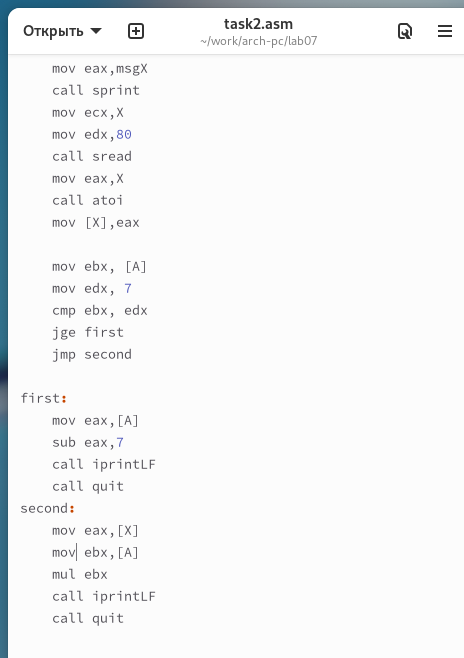 Открыть
task2.asm
~/work/arch-pc/lab07
mov eax,msgX
call sprint
mov ecx,X
mov edx,80
call sread
mov eax,X
call atoi
mov [X],eax
mov ebx, [A]
mov edx, 7
cmp ebx, edx
jge first
jmp second
first:
mov eax,[A]
sub eax,7
call iprintLF
call quit
second:
mov eax,[X]
mov ebx,[A]
mul ebx
call iprintLF
call quit